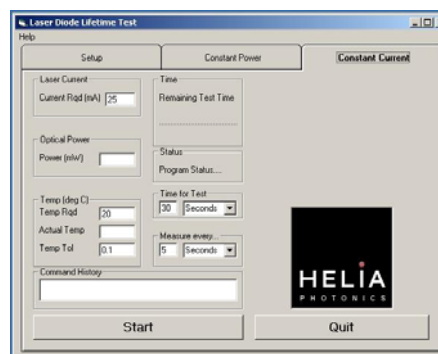 Laser Diode Lifetime Test
Help
Setup
Constant Power
Constant Current
Laser Current
Current Rqd (mA) 25
Time
Remaining Test Time
Optical Power
Power (mW)
Status
Program Status...
Temp (deg C)
Temp Rqd 20
Actual Temp
Temp Tol 0.1
Time for Test
30 Seconds
Measure every...
5 Seconds
Command History
HELIA
PHOTONICS
Start
Quit